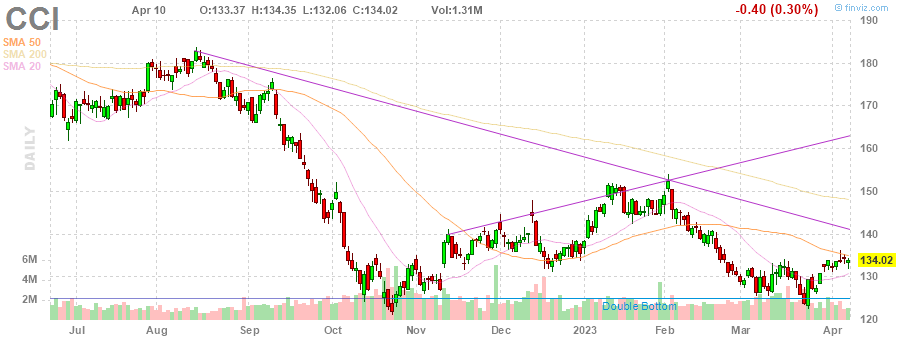 CCI
Apr 10 O:133.37 H:134.35 L:132.06 C:134.02 Vol:1.31M -0.40 (0.30%)
finviz.com
SMA 50
SMA 200
SMA 20
DAILY
190
180
170
160
150
140
134.02
130
120
6M
4M
2M
Double Bottom
Jul Aug Sep Oct Nov Dec 2023 Feb Mar Apr